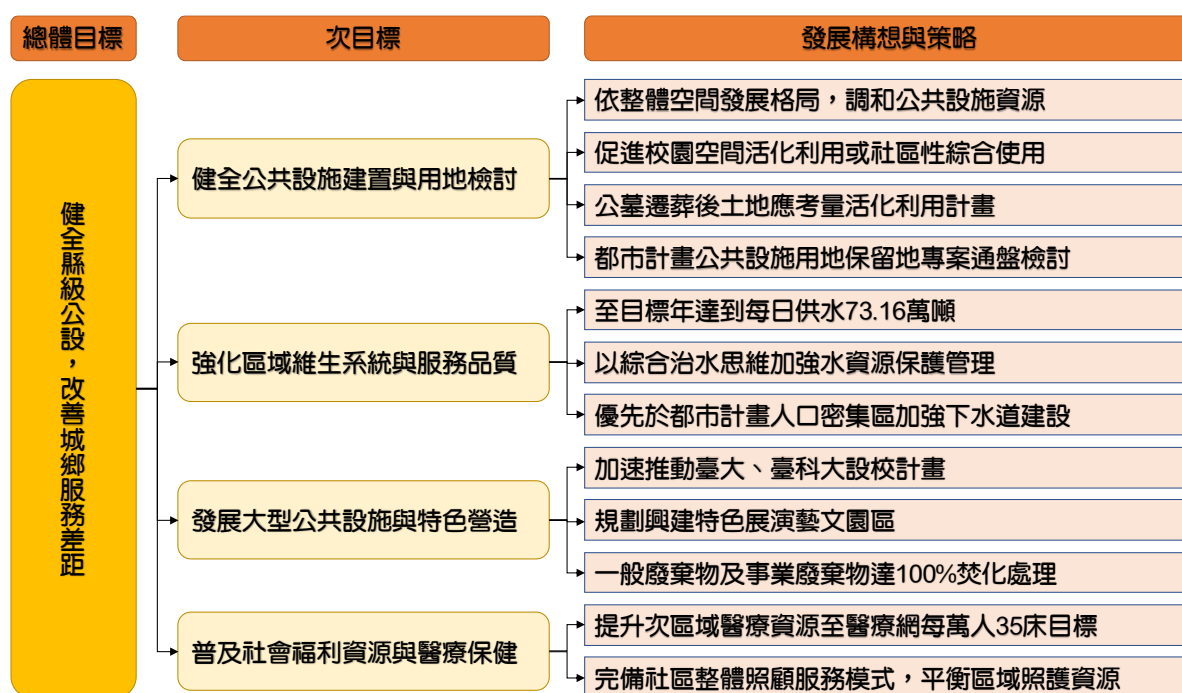 總體目標
次目標
發展構想與策略
健全縣級公設，改善城鄉服務差距
健全公共設施建置與用地檢討
依整體空間發展格局，調和公共設施資源
促進校園空間活化利用或社區性綜合使用
公墓遷葬後土地應考量活化利用計畫
都市計畫公共設施用地保留地專案通盤檢討
強化區域維生系統與服務品質
至目標年達到每日供水73.16萬噸
以綜合治水思維加強水資源保護管理
優先於都市計畫人口密集區加強下水道建設
發展大型公共設施與特色營造
加速推動臺大、臺科大設校計畫
規劃興建特色展演藝文園區
一般廢棄物及事業廢棄物達100%焚化處理
普及社會福利資源與醫療保健
提升次區域醫療資源至醫療網每萬人35床目標
完備社區整體照顧服務模式，平衡區域照護資源